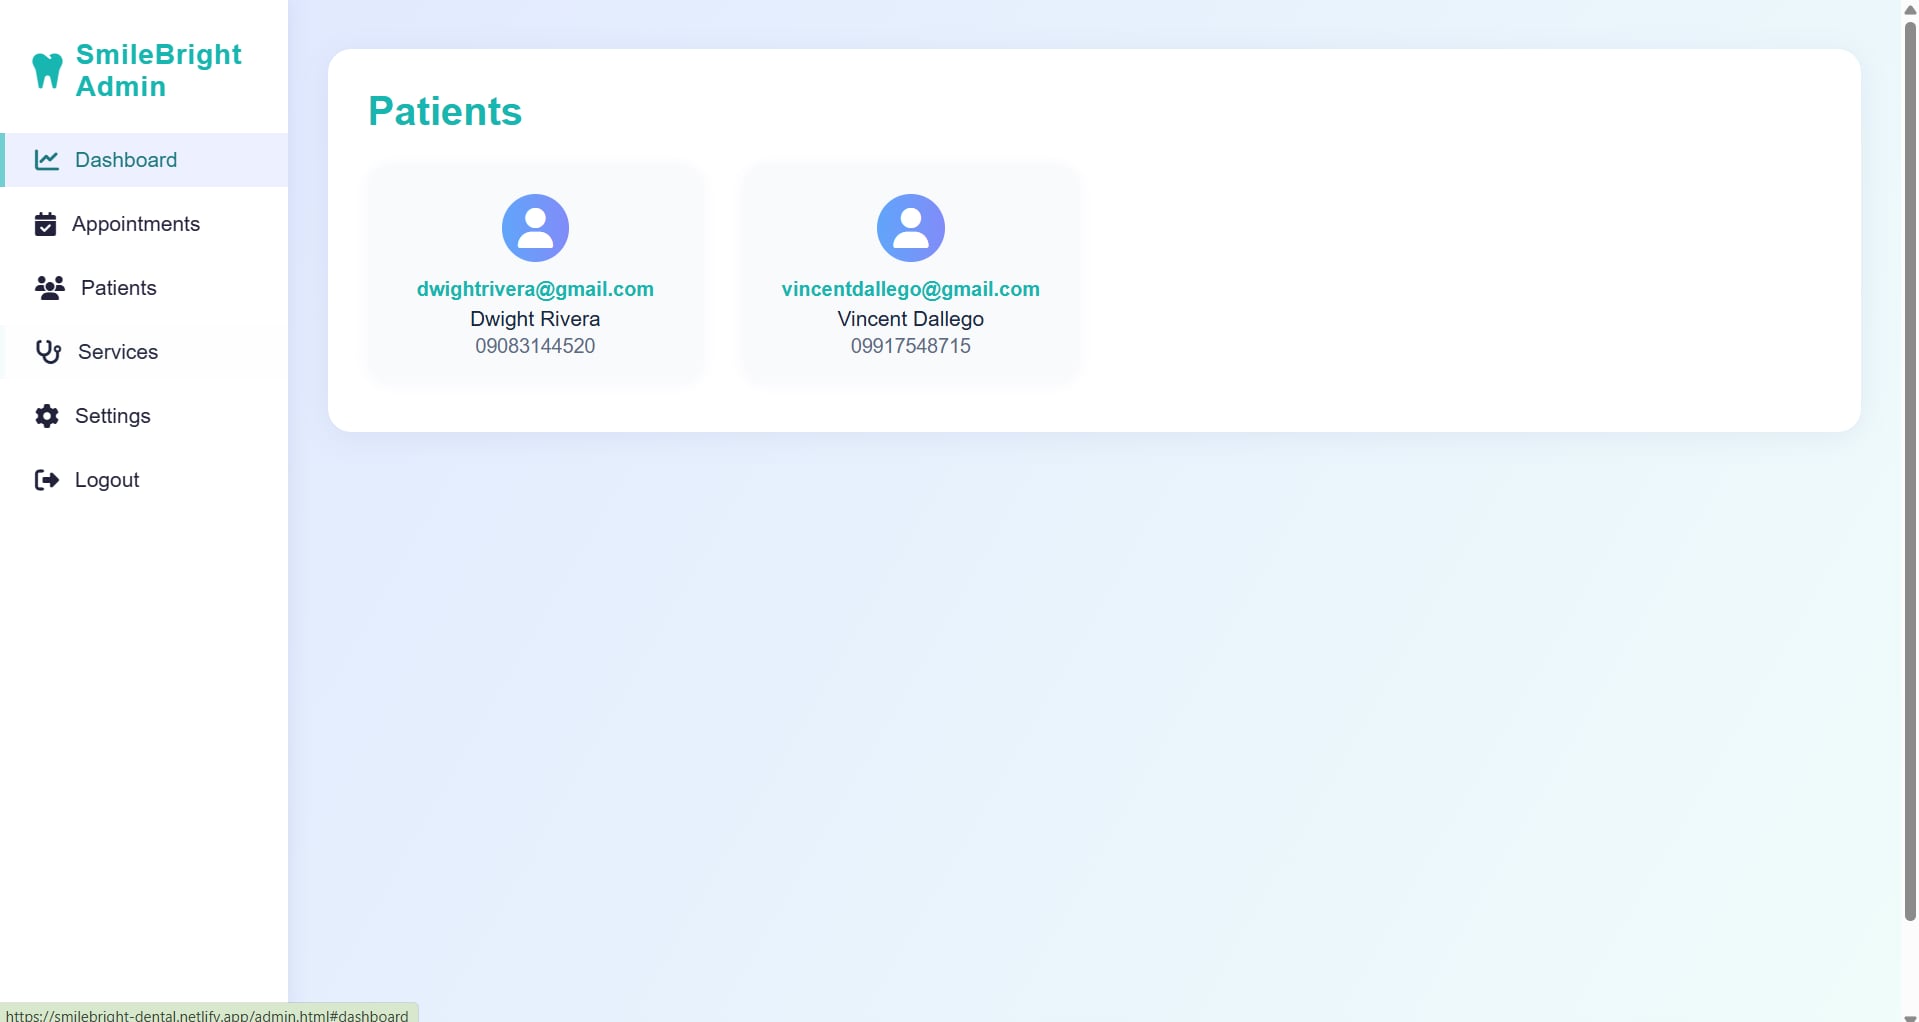 SmileBright
Admin
Dashboard
Appointments
Patients
Services
Settings
Logout
Patients
dwightrivera@gmail.com
Dwight Rivera
09083144520
vincentdallego@gmail.com
Vincent Dallego
09917548715
https://smilebright-dental.netlify.app/admin.html#dashboard